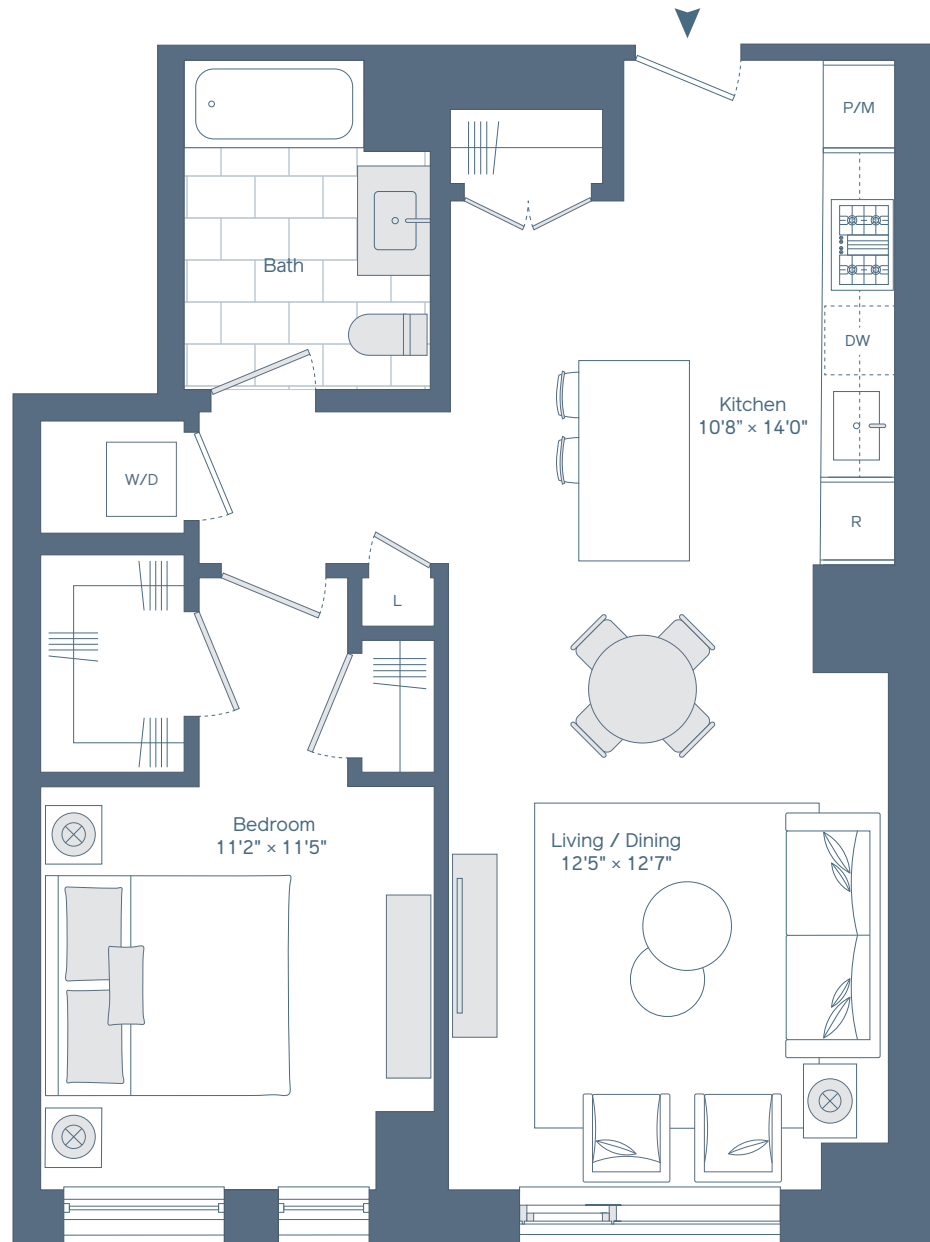 P/M
Bath
DW
Kitchen
10'8” × 14'0"
W/D
R
L
Bedroom
11'2" × 11'5"
Living / Dining
12'5" × 12'7"